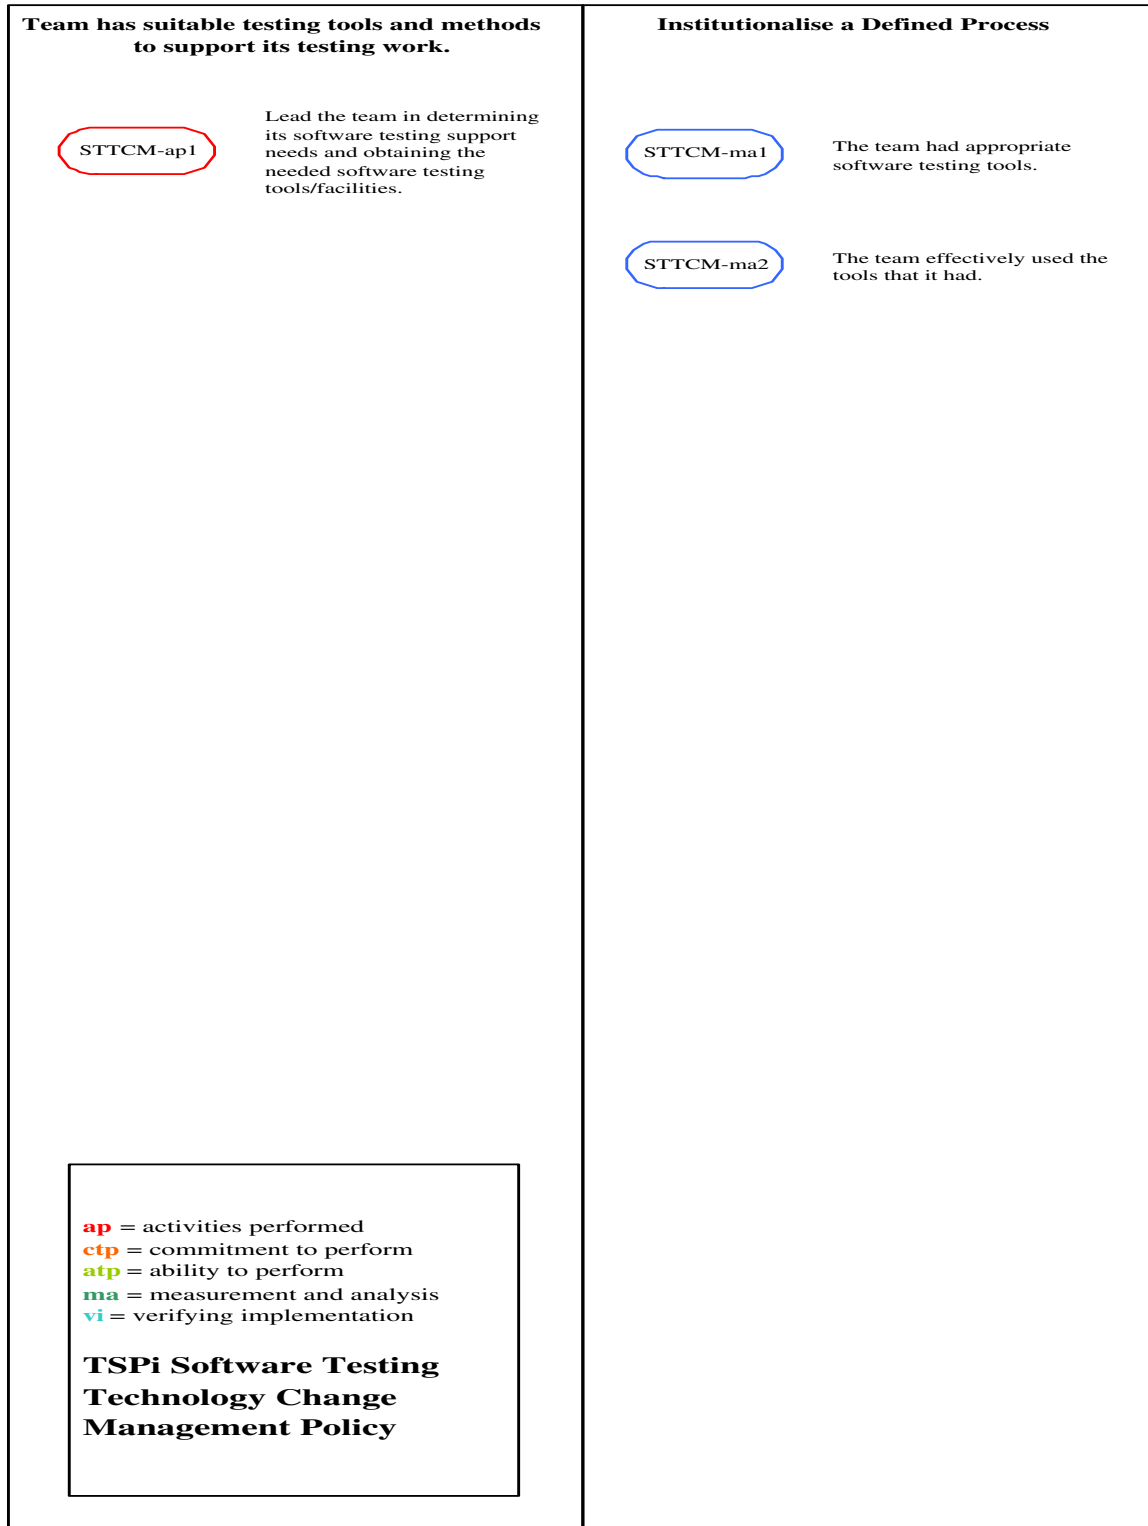 Team has suitable testing tools and methods
to support its testing work.
STTCM-ap1
Lead the team in determining
its software testing support
needs and obtaining the
needed software testing
tools/facilities.
Institutionalise a Defined Process
STTCM-ma1
The team had appropriate
software testing tools.
STTCM-ma2
The team effectively used the
tools that it had.
ap = activities performed
ctp = commitment to perform
atp = ability to perform
ma = measurement and analysis
vi = verifying implementation
TSPi Software Testing
Technology Change
Management Policy